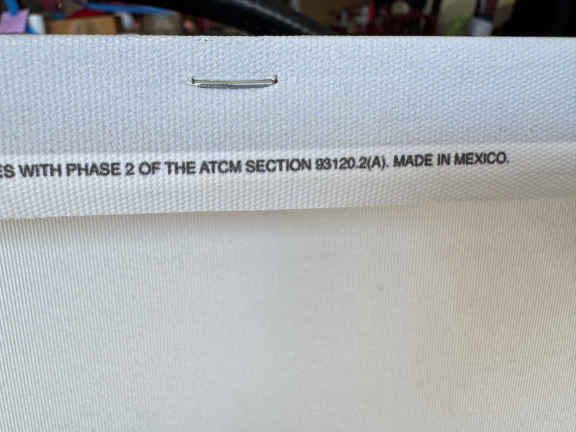 ES WITH PHASE 2 OF THE ATCM SECTION 93120.2(A). MADE IN MEXICO.